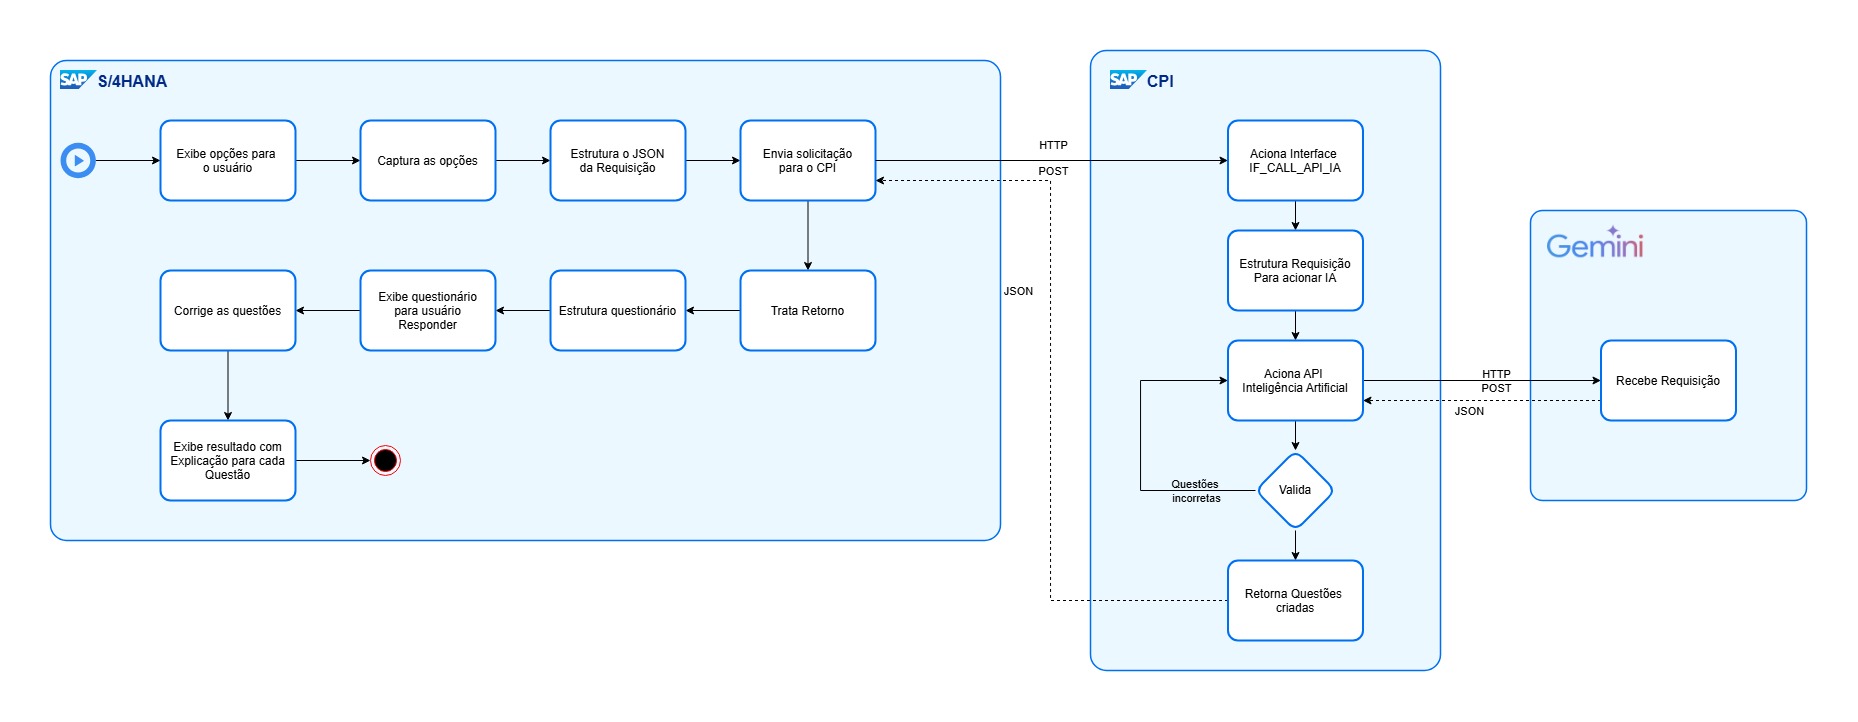 SAP S/4HANA
Exibe opções para
o usuário
Captura as opções
Estrutura o JSON
da Requisição
Envia solicitação
para o CPI
HTTP
POST
Corrige as questões
Exibe questionário
para usuário
Responder
Estrutura questionário
Trata Retorno
JSON
Exibe resultado com
Explicação para cada
Questão
SAP CPI
Aciona Interface
IF_CALL_API_IA
Estrutura Requisição
Para acionar IA
Aciona API
Inteligência Artificial
HTTP
POST
JSON
Questões
incorretas
Valida
Retorna Questões
criadas
Gemini
Recebe Requisição